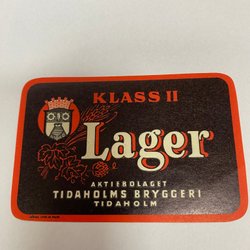 KLASS II
Lager
AKTIEBOLAGET
TIDAHOLMS BRYGGERI
TIDAHOLM